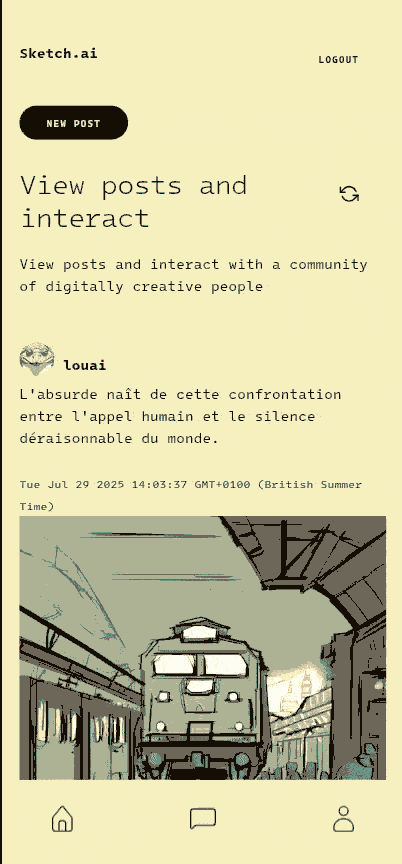 Sketch.ai
LOGOUT
NEW POST
View posts and
interact
View posts and interact with a community
of digitally creative people
louai
L'absurde naît de cette confrontation
entre l'appel humain et le silence
déraisonnable du monde.
Tue Jul 29 2025 14:03:37 GMT+0100 (British Summer
Time)